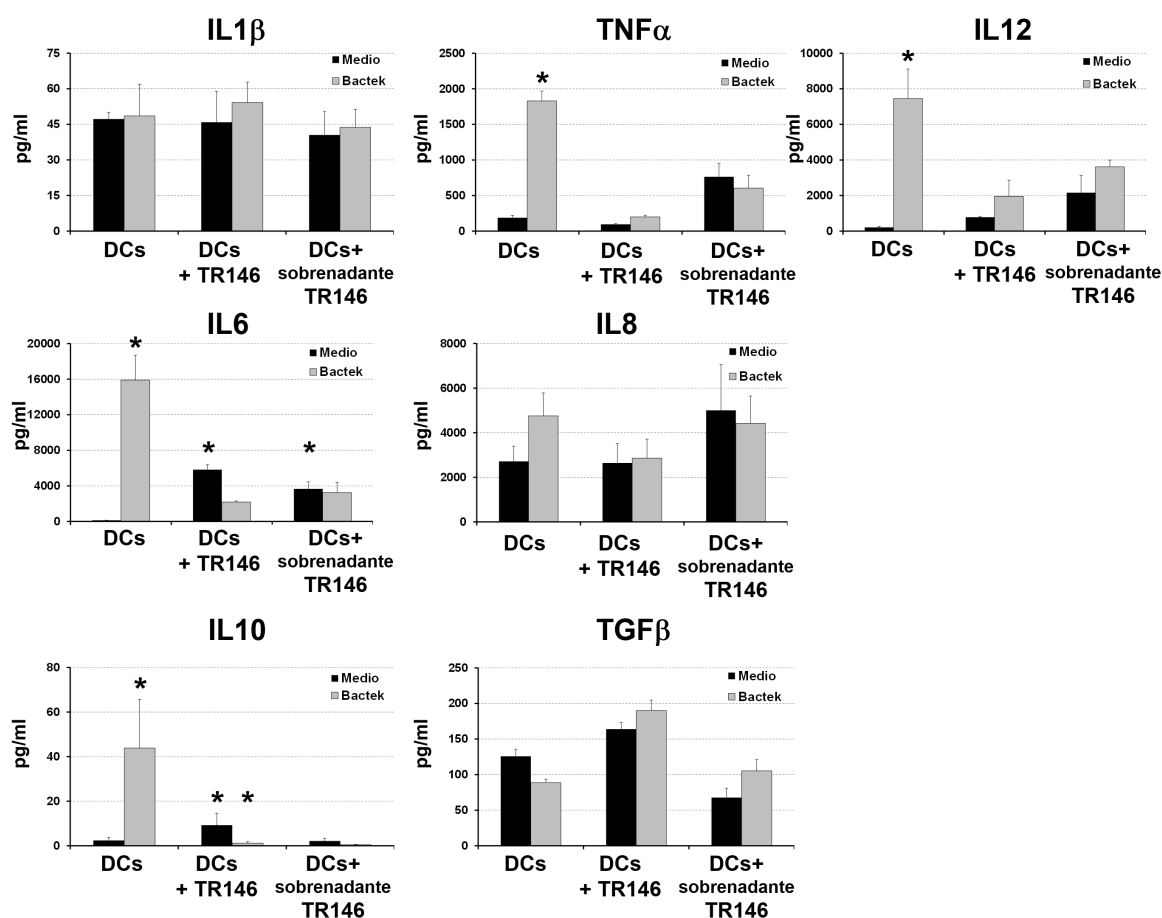 IL1β
75
60
45
30
15
0
pg/ml
Medio
Bactek
DCs
DCs
+ TR146
DCs+
sobrenadante
TR146
TNFα
*
2500
2000
1500
1000
500
0
pg/ml
Medio
Bactek
DCs
DCs
+ TR146
DCs+
sobrenadante
TR146
IL12
*
10000
8000
6000
4000
2000
0
pg/ml
Medio
Bactek
DCs
DCs
+ TR146
DCs+
sobrenadante
TR146
IL6
*
* *
20000
16000
12000
8000
4000
0
pg/ml
Medio
Bactek
DCs
DCs
+ TR146
DCs+
sobrenadante
TR146
IL8
8000
6000
4000
2000
0
pg/ml
Medio
Bactek
DCs
DCs
+ TR146
DCs+
sobrenadante
TR146
IL10
*
* *
80
60
40
20
0
pg/ml
Medio
Bactek
DCs
DCs
+ TR146
DCs+
sobrenadante
TR146
TGFβ
250
200
150
100
50
0
pg/ml
Medio
Bactek
DCs
DCs
+ TR146
DCs+
sobrenadante
TR146